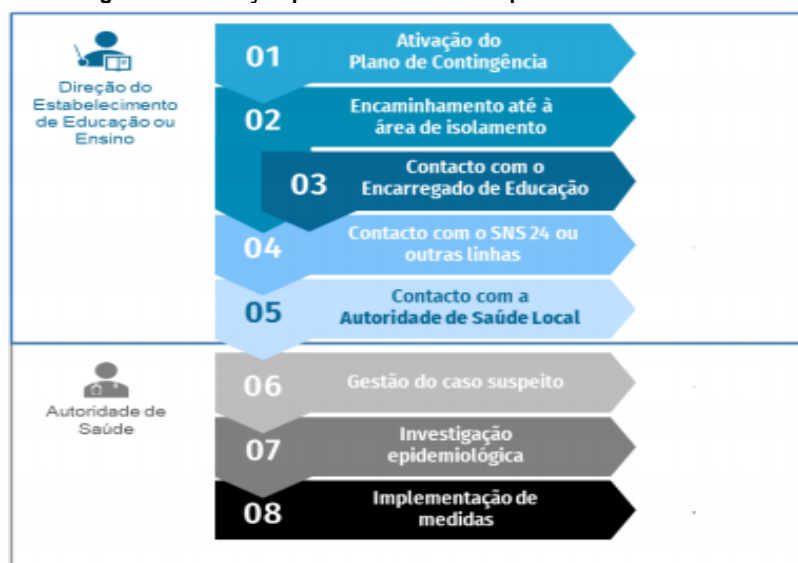 Direção do
Estabelecimento
de Educação ou
Ensino
01
Ativação do
Plano de Contingência
02
Encaminhamento até à
área de isolamento
03
Contacto com o
Encarregado de Educação
04
Contacto com o SNS 24 ou
outras linhas
05
Contacto com a
Autoridade de Saúde Local
Autoridade de
Saúde
06
Gestão do caso suspeito
07
Investigação
epidemiológica
08
Implementação de
medidas